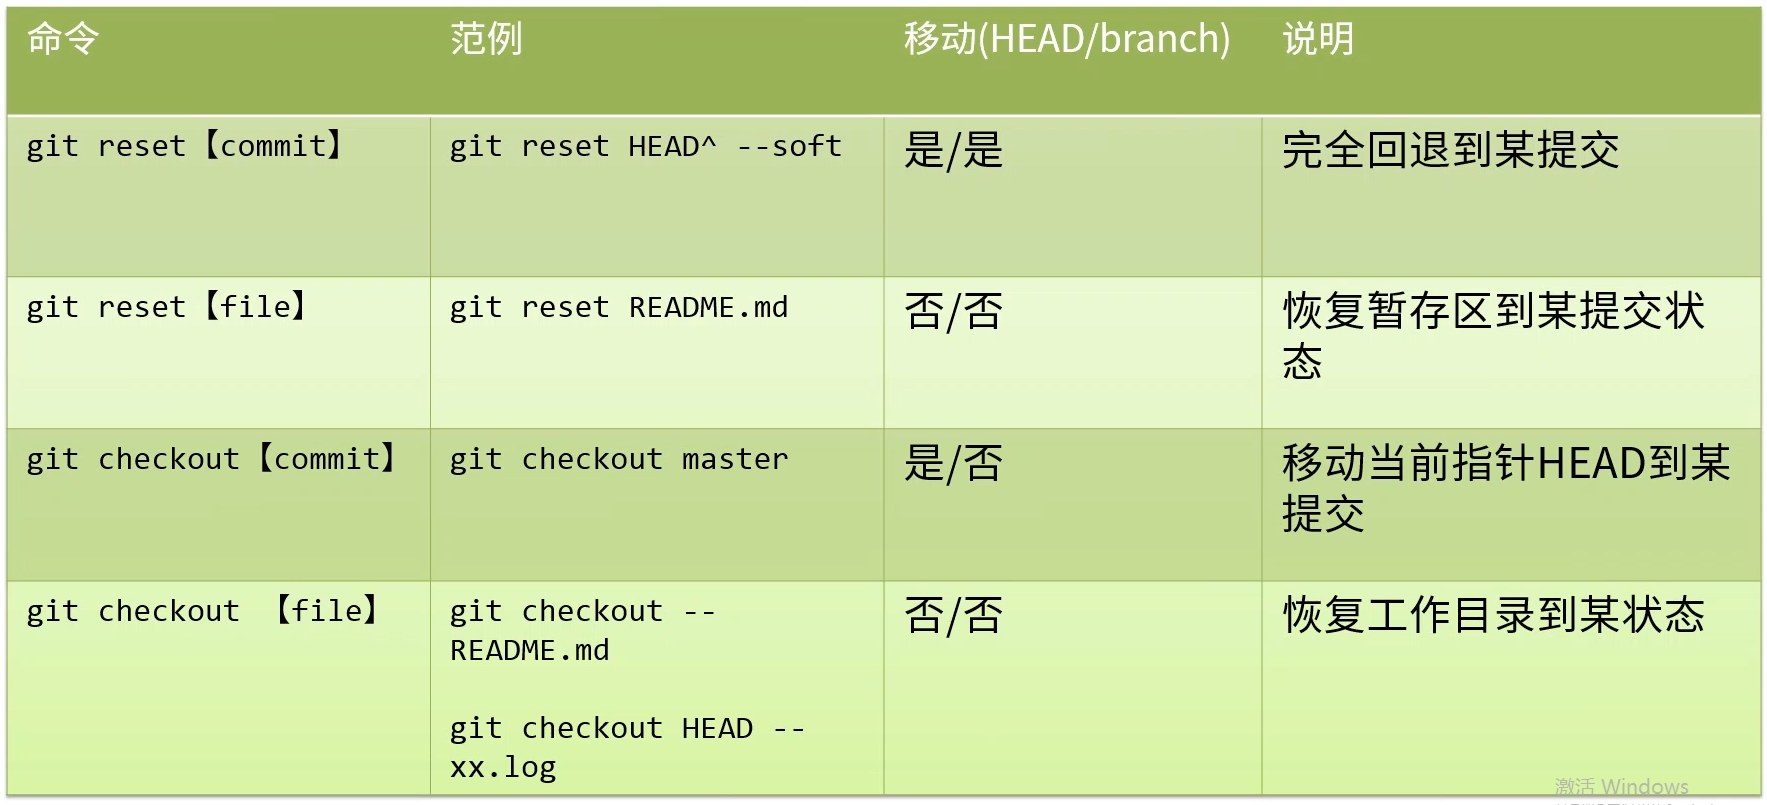 命令 范例 移动(HEAD/branch) 说明
git reset【commit】 git reset HEAD^ --soft 是/是 完全回退到某提交
git reset【file】 git reset README.md 否/否 恢复暂存区到某提交状
态
git checkout【commit】 git checkout master 是/否 移动当前指针HEAD到某
提交
git checkout 【file】 git checkout -- 否/否 恢复工作目录到某状态
README.md
git checkout HEAD --
xx.log
激活 Windows